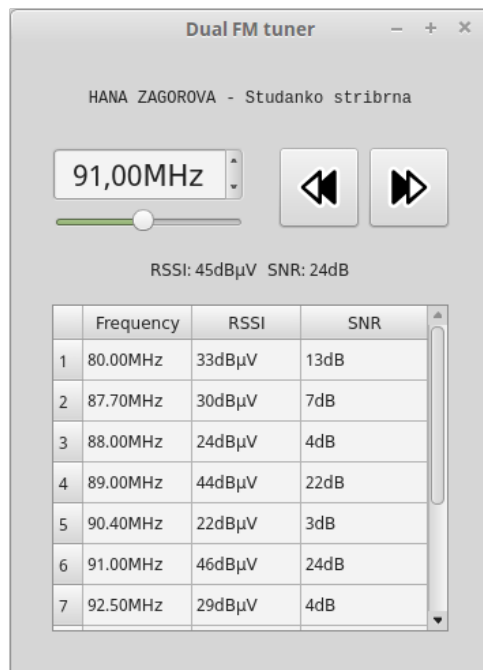 Dual FM tuner
HANA ZAGOROVA - Studanko stribrna
91,00MHz
RSSI: 45dBµV SNR: 24dB
Frequency RSSI SNR
1 80.00MHz 33dBµV 13dB
2 87.70MHz 30dBµV 7dB
3 88.00MHz 24dBµV 4dB
4 89.00MHz 44dBµV 22dB
5 90.40MHz 22dBµV 3dB
6 91.00MHz 46dBµV 24dB
7 92.50MHz 29dBµV 4dB